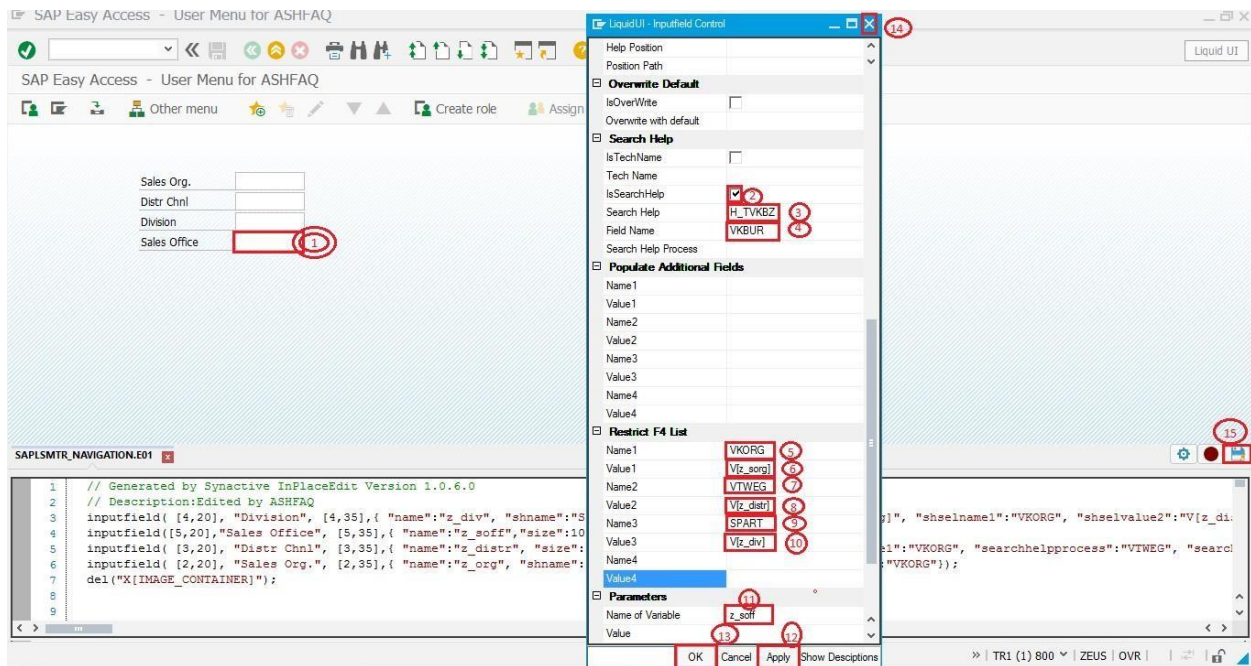 SAP Easy Access - User Menu for ASHFAQ
LiquidUI - Inputfield Control
14
Liquid UI
SAP Easy Access - User Menu for ASHFAQ
Other menu
Create role
Assign
Sales Org.
Distr Chnl
Division
Sales Office
1
Help Position
Position Path
Overwrite Default
IsOverWrite
Overwrite with default
Search Help
IsTechName
Tech Name
IsSearchHelp 2
Search Help H_TVKBZ 3
Field Name VKBUR 4
Search Help Process
Populate Additional Fields
Name1
Value1
Name2
Value2
Name3
Value3
Name4
Value4
Restrict F4 List
Name1 VKORG 5
Value1 V[z_sorg] 6
Name2 VTWEG 7
Value2 V[z_distr] 8
Name3 SPART 9
Value3 V[z_div] 10
Name4
Value4
Parameters 11
Name of Variable z_soff
Value
13 12
OK Cancel Apply Show Desciptions
15
SAPLSMTR_NAVIGATION.E01 x
1 // Generated by Synactive InPlaceEdit Version 1.0.6.0
2 // Description:Edited by ASHFAQ
3 inputfield( [4,20], "Division", [4,35],{ "name":"z_div", "shname":"S g]", "shselname1":"VKORG", "shselvalue2":"V[z_di
4 inputfield([5,20],"Sales Office", [5,35],{ "name":"z_soff","size":10
5 inputfield( [3,20], "Distr Chnl", [3,35],{ "name":"z_distr", "size": e1":"VKORG", "searchhelpprocess":"VTWEG", "searcl
6 inputfield( [2,20], "Sales Org.", [2,35],{ "name":"z_org", "shname": "VKORG"});
7 del("X[IMAGE_CONTAINER]");
8
9
TR1 (1) 800 ZEUS OVR